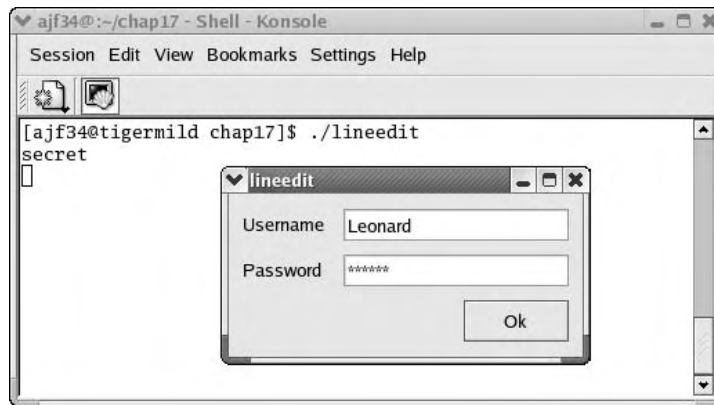 ajf34@:~/chap17 - Shell - Konsole
Session Edit View Bookmarks Settings Help
[ajf34@tigermild chap17]$ ./lineedit
secret
lineedit
Username Leonard
Password ******
Ok